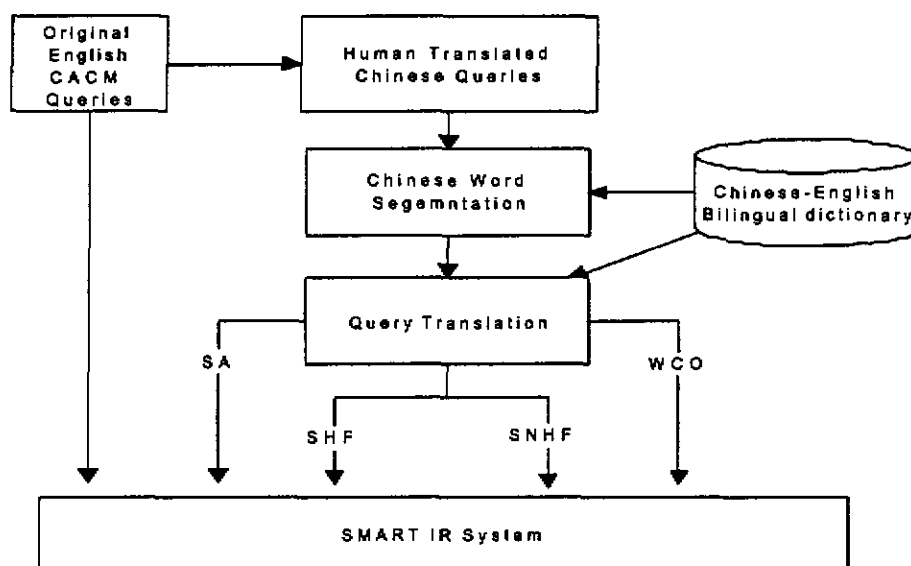 Original
English
CACM
Queries
Human Translated
Chinese Queries
Chinese Word
Segemntation
Chinese-English
Bilingual dictionary
Query Translation
SA
WCO
SHF
SNHF
SMART IR System